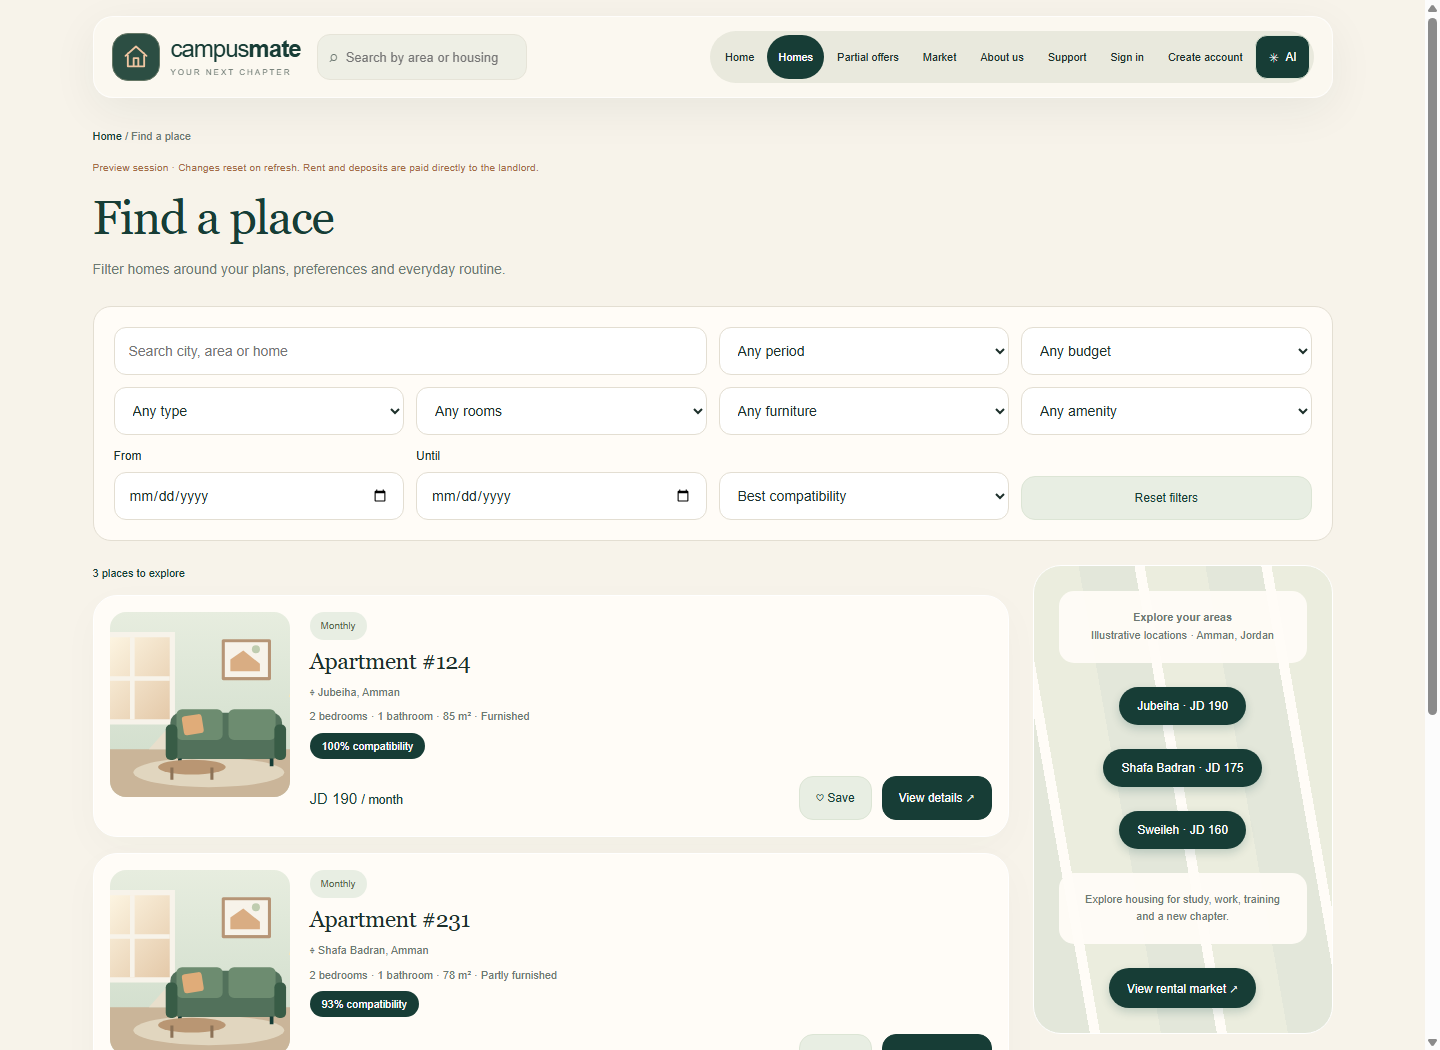 campusmate
YOUR NEXT CHAPTER
Search by area or housing
Home
Homes
Partial offers
Market
About us
Support
Sign in
Create account
AI
Home / Find a place
Preview session · Changes reset on refresh. Rent and deposits are paid directly to the landlord.
Find a place
Filter homes around your plans, preferences and everyday routine.
Search city, area or home
Any period
Any budget
Any type
Any rooms
Any furniture
Any amenity
From
Until
mm/dd/yyyy
mm/dd/yyyy
Best compatibility
Reset filters
3 places to explore
Monthly
Apartment #124
Jubeiha, Amman
2 bedrooms · 1 bathroom · 85 m² · Furnished
100% compatibility
JD 190 / month
♡ Save
View details ↗
Monthly
Apartment #231
Shafa Badran, Amman
2 bedrooms · 1 bathroom · 78 m² · Partly furnished
93% compatibility
Explore your areas
Illustrative locations · Amman, Jordan
Jubeiha · JD 190
Shafa Badran · JD 175
Sweileh · JD 160
Explore housing for study, work, training
and a new chapter.
View rental market ↗